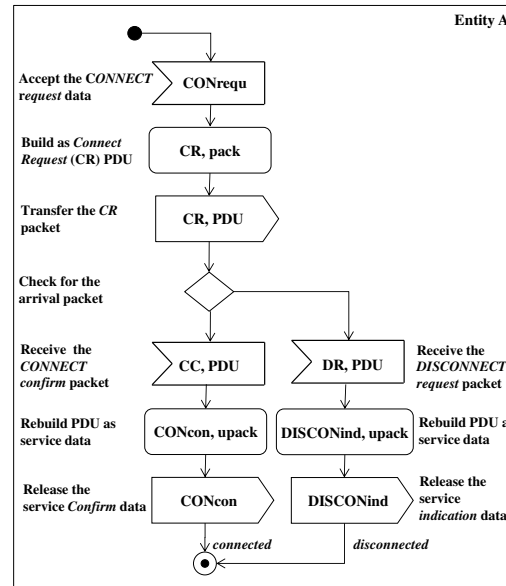 Entity A
Accept the CONNECT
request data
CONrequ
Build as Connect
Request (CR) PDU
CR, pack
Transfer the CR
packet
CR, PDU
Check for the
arrival packet
Receive the
CONNECT
confirm packet
CC, PDU
DR, PDU
Receive the
DISCONNECT
request packet
Rebuild PDU as
service data
CONcon, upack
DISCONind, upack
Rebuild PDU a
service data
Release the
service Confirm data
CONcon
DISCONind
Release the
service
indication data
connected
disconnected